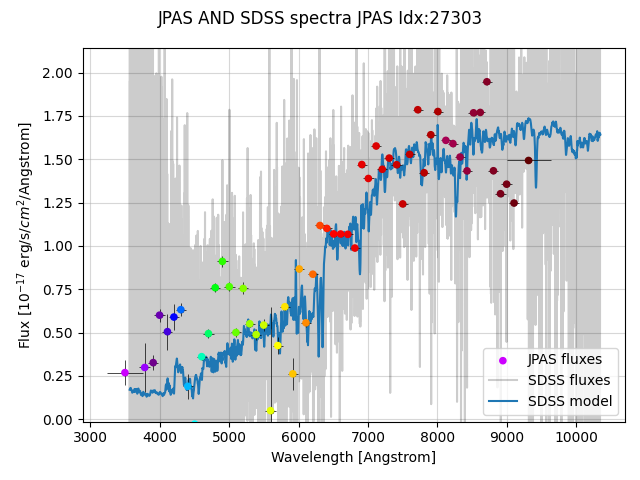 JPAS AND SDSS spectra JPAS Idx:27303
Flux [10⁻¹⁷ erg/s/cm²/Angstrom]
2.00
1.75
1.50
1.25
1.00
0.75
0.50
0.25
0.00
JPAS fluxes
SDSS fluxes
SDSS model
3000 4000 5000 6000 7000 8000 9000 10000
Wavelength [Angstrom]